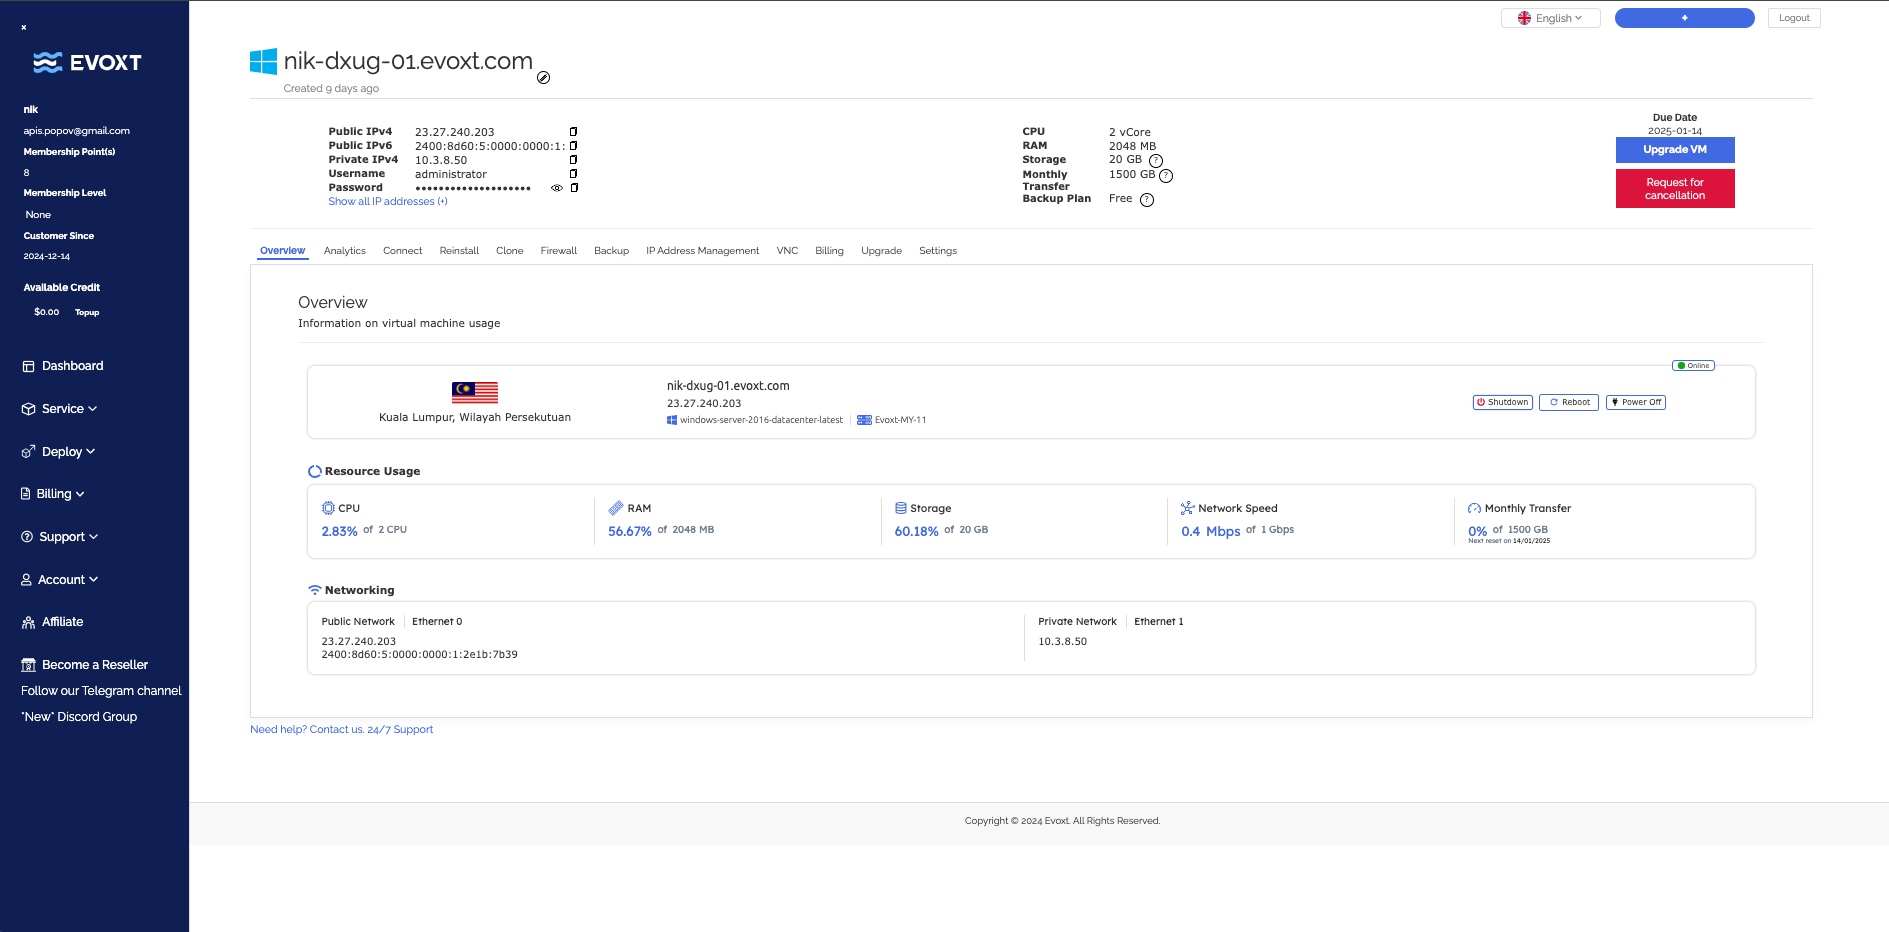 ×
EVOXT
nik
apis.popov@gmail.com
Membership Point(s)
8
Membership Level
None
Customer Since
2024-12-14
Available Credit
$0.00 Topup
Dashboard
Service
Deploy
Billing
Support
Account
Affiliate
Become a Reseller
Follow our Telegram channel
*New* Discord Group
English
+
Logout
nik-dxug-01.evoxt.com
Created 9 days ago
Public IPv4 23.27.240.203
Public IPv6 2400:8d60:5:0000:0000:1:
Private IPv4 10.3.8.50
Username administrator
Password ••••••••••••••••••••
Show all IP addresses (+)
CPU 2 vCore
RAM 2048 MB
Storage 20 GB ?
Monthly Transfer 1500 GB ?
Backup Plan Free ?
Due Date
2025-01-14
Upgrade VM
Request for
cancellation
Overview Analytics Connect Reinstall Clone Firewall Backup IP Address Management VNC Billing Upgrade Settings
Overview
Information on virtual machine usage
Online
Kuala Lumpur, Wilayah Persekutuan
nik-dxug-01.evoxt.com
23.27.240.203
windows-server-2016-datacenter-latest Evoxt-MY-11
Shutdown Reboot Power Off
Resource Usage
CPU
2.83% of 2 CPU
RAM
56.67% of 2048 MB
Storage
60.18% of 20 GB
Network Speed
0.4 Mbps of 1 Gbps
Monthly Transfer
0% of 1500 GB
Next reset on 14/01/2025
Networking
Public Network Ethernet 0
23.27.240.203
2400:8d60:5:0000:0000:1:2e1b:7b39
Private Network Ethernet 1
10.3.8.50
Need help? Contact us. 24/7 Support
Copyright © 2024 Evoxt. All Rights Reserved.